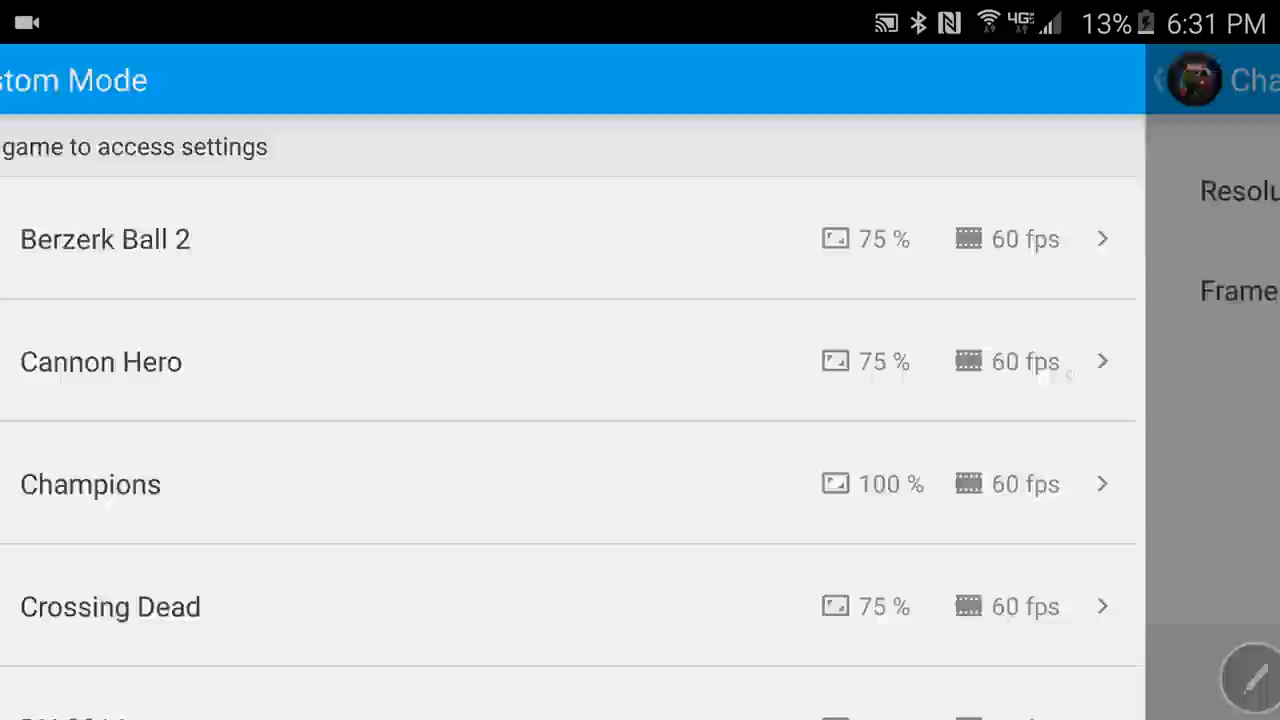 4G 13% 6:31 PM
stom Mode
Cha
game to access settings
Resolu
Berzerk Ball 2 75 % 60 fps
Frame
Cannon Hero 75 % 60 fps
Champions 100 % 60 fps
Crossing Dead 75 % 60 fps